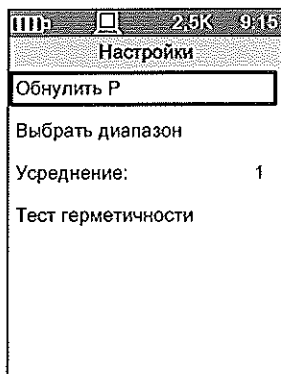 2,5K 9:15
Настройки
Обнулить P
Выбрать диапазон
Усреднение: 1
Тест герметичности